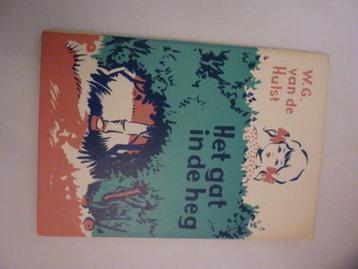 W.G.
van de
Hulst
Het gat
in de heg